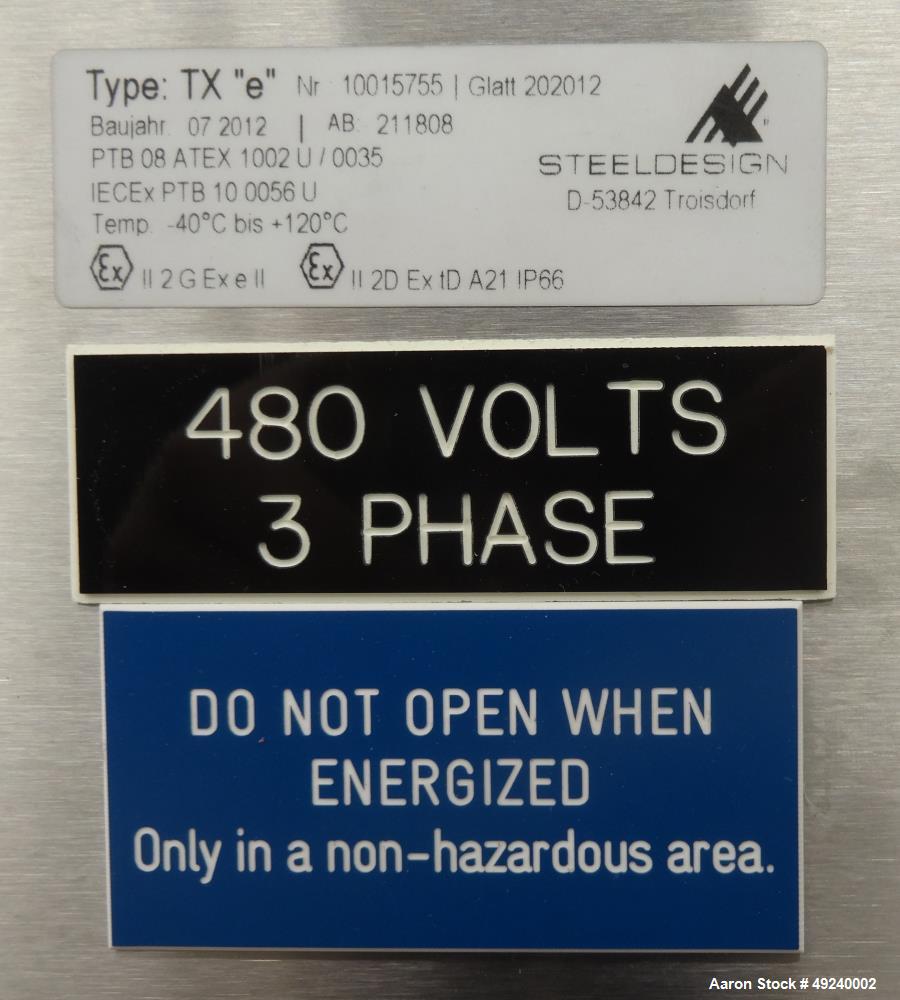 Type: TX "e" Nr 10015755 | Glatt 202012
Baujahr 07 2012 | AB: 211808
PTB 08 ATEX 1002 U / 0035
IECEx PTB 10 0056 U
Temp. -40°C bis +120°C
Ex II 2 G Ex e II Ex II 2D Ex tD A21 IP66
STEELDESIGN
D-53842 Troisdorf
480 VOLTS
3 PHASE
DO NOT OPEN WHEN
ENERGIZED
Only in a non-hazardous area.
Aaron Stock # 49240002